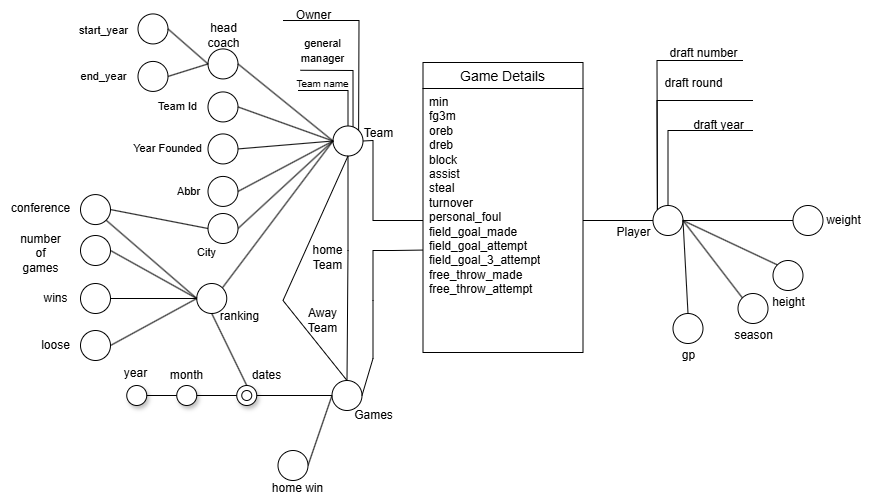 Owner
start_year
head
coach
general
manager
end_year
Team name
Team Id
Team
Year Founded
Abbr
conference
City
number
of
games
home
Team
wins
ranking
Away
Team
loose
year
month
dates
Games
home win
Game Details
min
fg3m
oreb
dreb
block
assist
steal
turnover
personal_foul
field_goal_made
field_goal_attempt
field_goal_3_attempt
free_throw_made
free_throw_attempt
draft number
draft round
draft year
Player
weight
height
season
gp